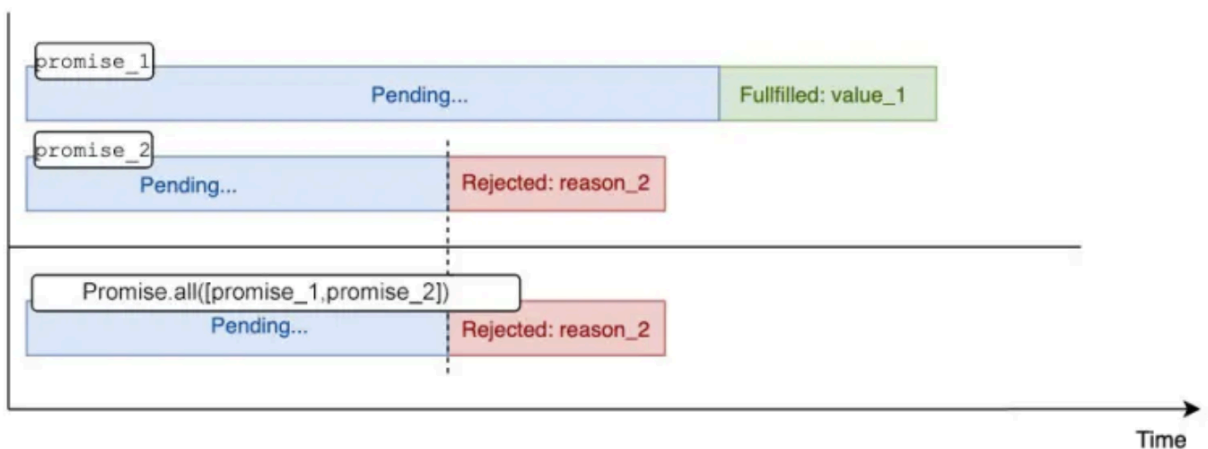 promise_1
Pending...
Fullfilled: value_1
promise_2
Pending...
Rejected: reason_2
Promise.all([promise_1,promise_2])
Pending...
Rejected: reason_2
Time